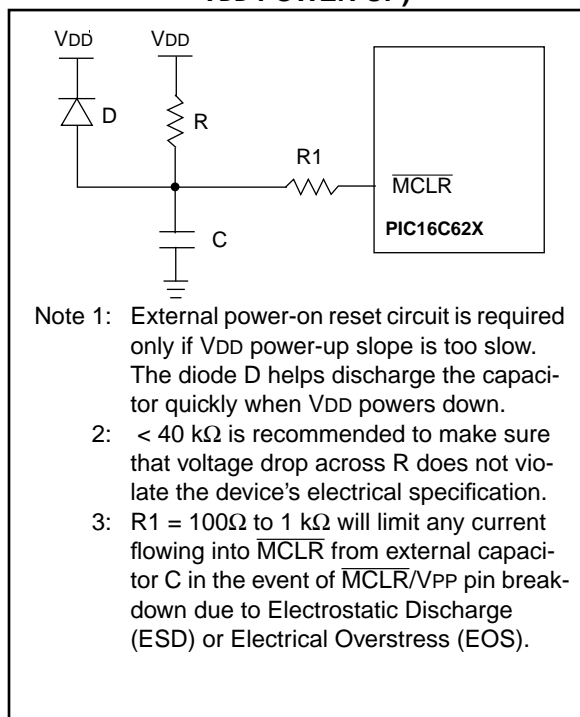 VDD VDD
D
R
R1
MCLR
PIC16C62X
C
Note 1: External power-on reset circuit is required
only if VDD power-up slope is too slow.
The diode D helps discharge the capaci-
tor quickly when VDD powers down.
2: < 40 kΩ is recommended to make sure
that voltage drop across R does not vio-
late the device's electrical specification.
3: R1 = 100Ω to 1 kΩ will limit any current
flowing into MCLR from external capaci-
tor C in the event of MCLR/VPP pin break-
down due to Electrostatic Discharge
(ESD) or Electrical Overstress (EOS).